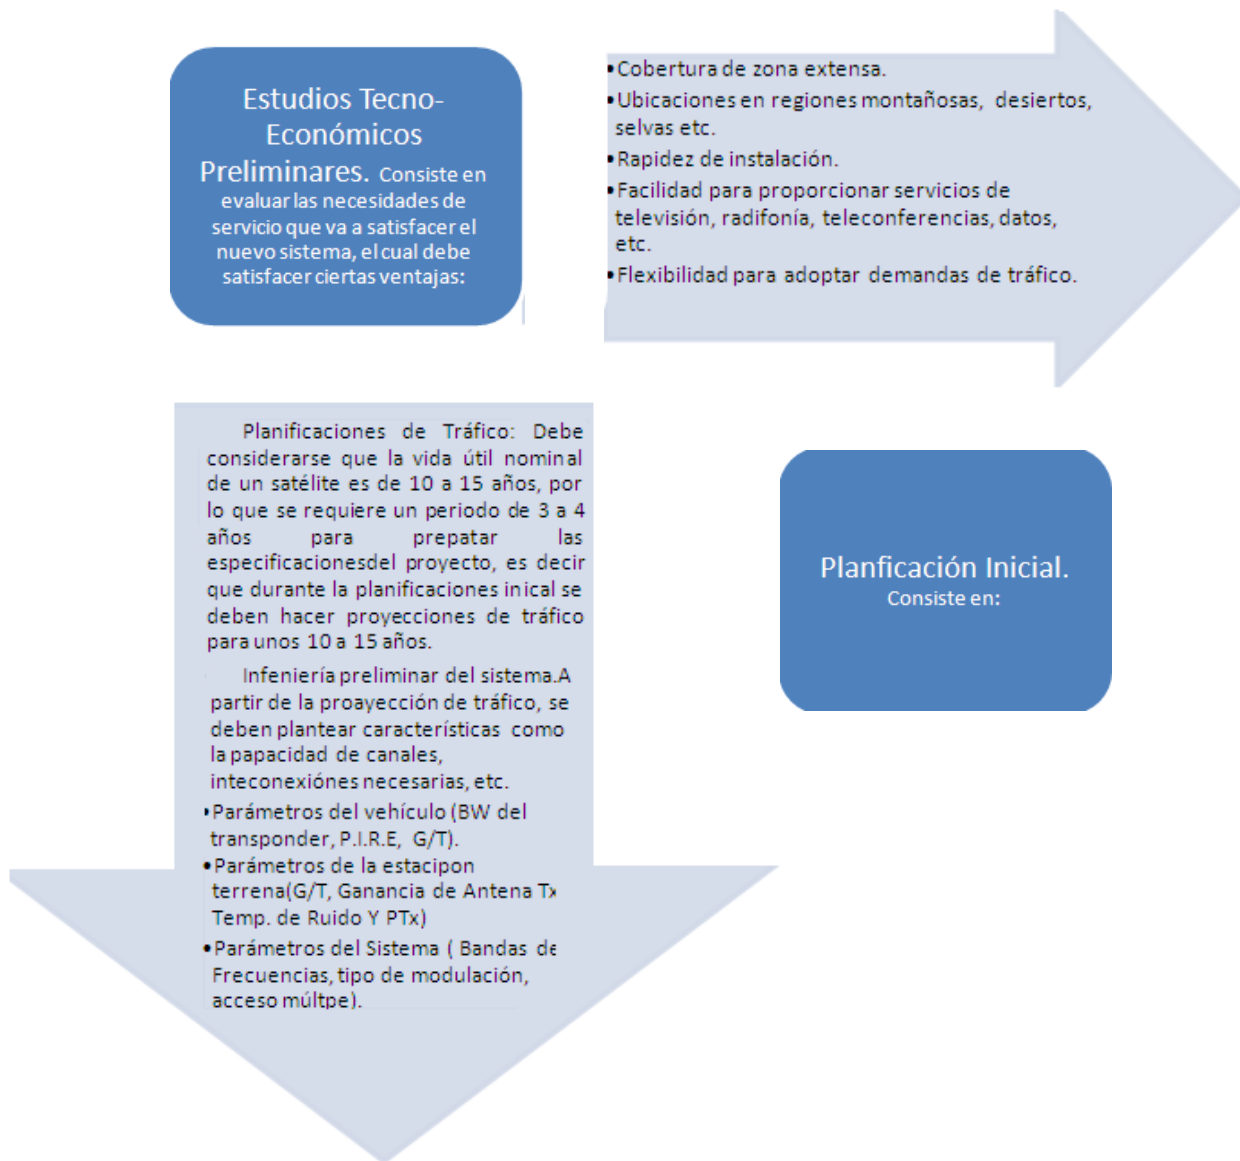 Estudios Tecno-
Económicos
Preliminares. Consiste en
evaluar las necesidades de
servicio que va a satisfacer el
nuevo sistema, el cual debe
satisfacer ciertas ventajas:
•Cobertura de zona extensa.
•Ubicaciones en regiones montañosas, desiertos,
selvas etc.
•Rapidez de instalación.
•Facilidad para proporcionar servicios de
televisión, radifonía, teleconferencias, datos,
etc.
•Flexibilidad para adoptar demandas de tráfico.
Planficación Inicial.
Consiste en:
Planificaciones de Tráfico: Debe
considerarse que la vida útil nominal
de un satélite es de 10 a 15 años, por
lo que se requiere un periodo de 3 a 4
años para prepatar las
especificacionesdel proyecto, es decir
que durante la planificaciones inical se
deben hacer proyecciones de tráfico
para unos 10 a 15 años.
Infeniería preliminar del sistema.A
partir de la proayección de tráfico, se
deben plantear características como
la papacidad de canales,
inteconexiónes necesarias, etc.
•Parámetros del vehículo (BW del
transponder, P.I.R.E, G/T).
•Parámetros de la estacipon
terrena(G/T, Ganancia de Antena Tx
Temp. de Ruido Y PTx)
•Parámetros del Sistema ( Bandas de
Frecuencias, tipo de modulación,
acceso múltpe).